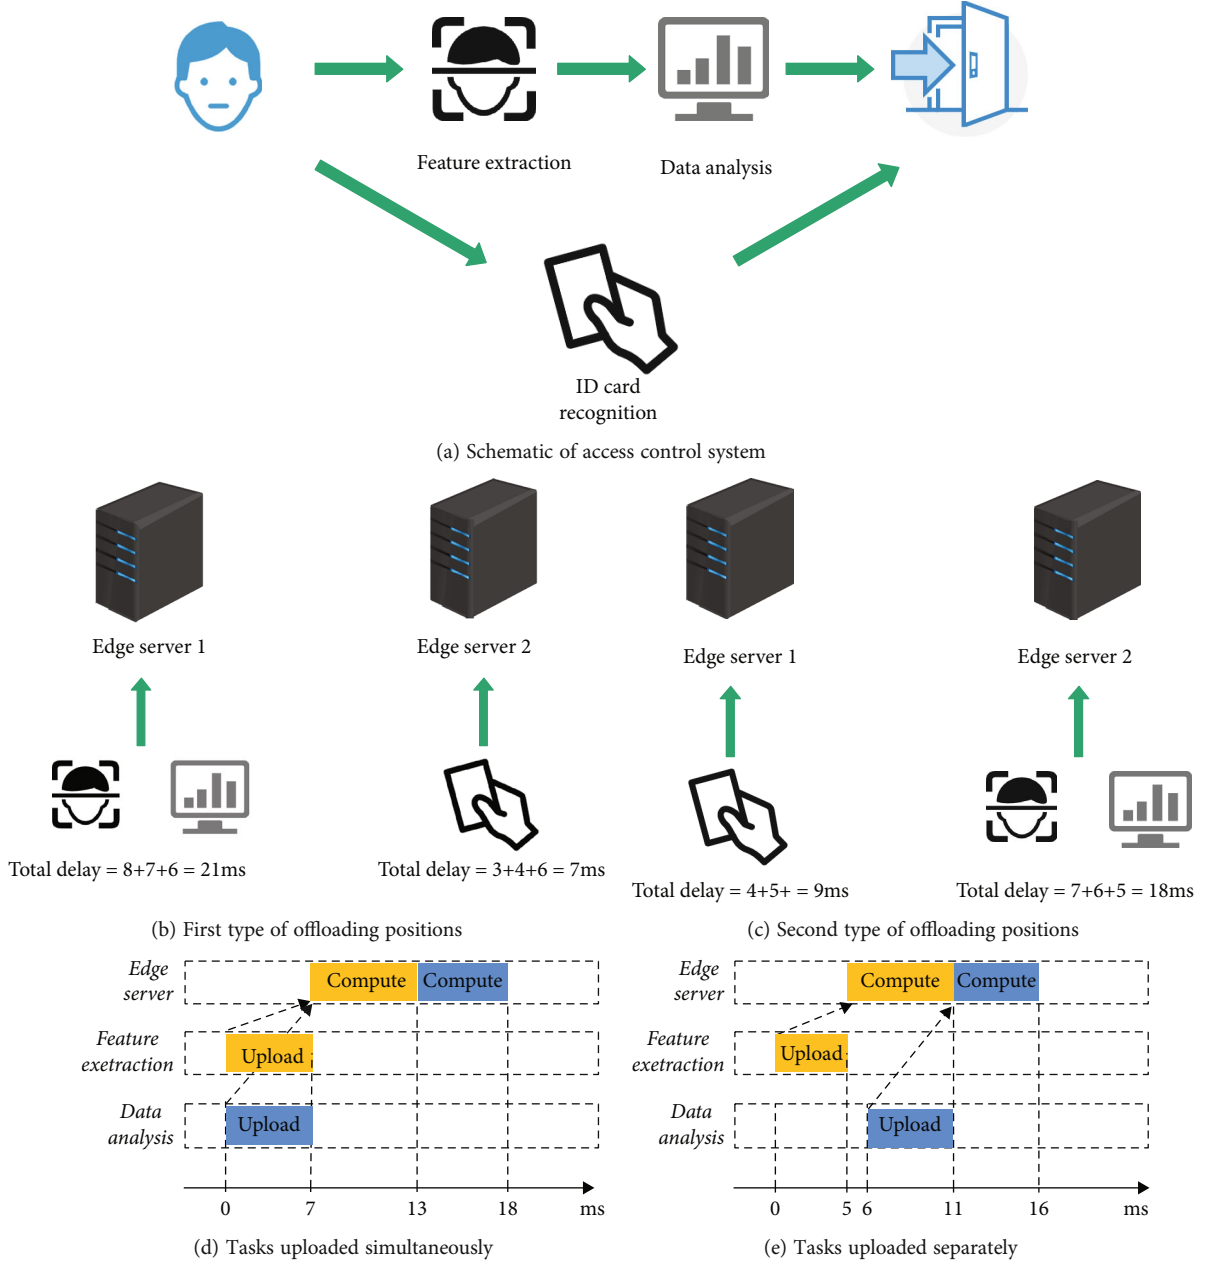 Feature extraction
Data analysis
ID card
recognition
(a) Schematic of access control system
Edge server 1
Edge server 2
Edge server 1
Edge server 2
Total delay = 8+7+6 = 21ms
Total delay = 3+4+6 = 7ms
Total delay = 4+5+ = 9ms
Total delay = 7+6+5 = 18ms
(b) First type of offloading positions
(c) Second type of offloading positions
Edge
server
Compute
Compute
Feature
exetraction
Upload
Data
analysis
Upload
0
7
13
18
ms
(d) Tasks uploaded simultaneously
Edge
server
Compute
Compute
Feature
exetraction
Upload
Data
analysis
Upload
0
5
6
11
16
ms
(e) Tasks uploaded separately